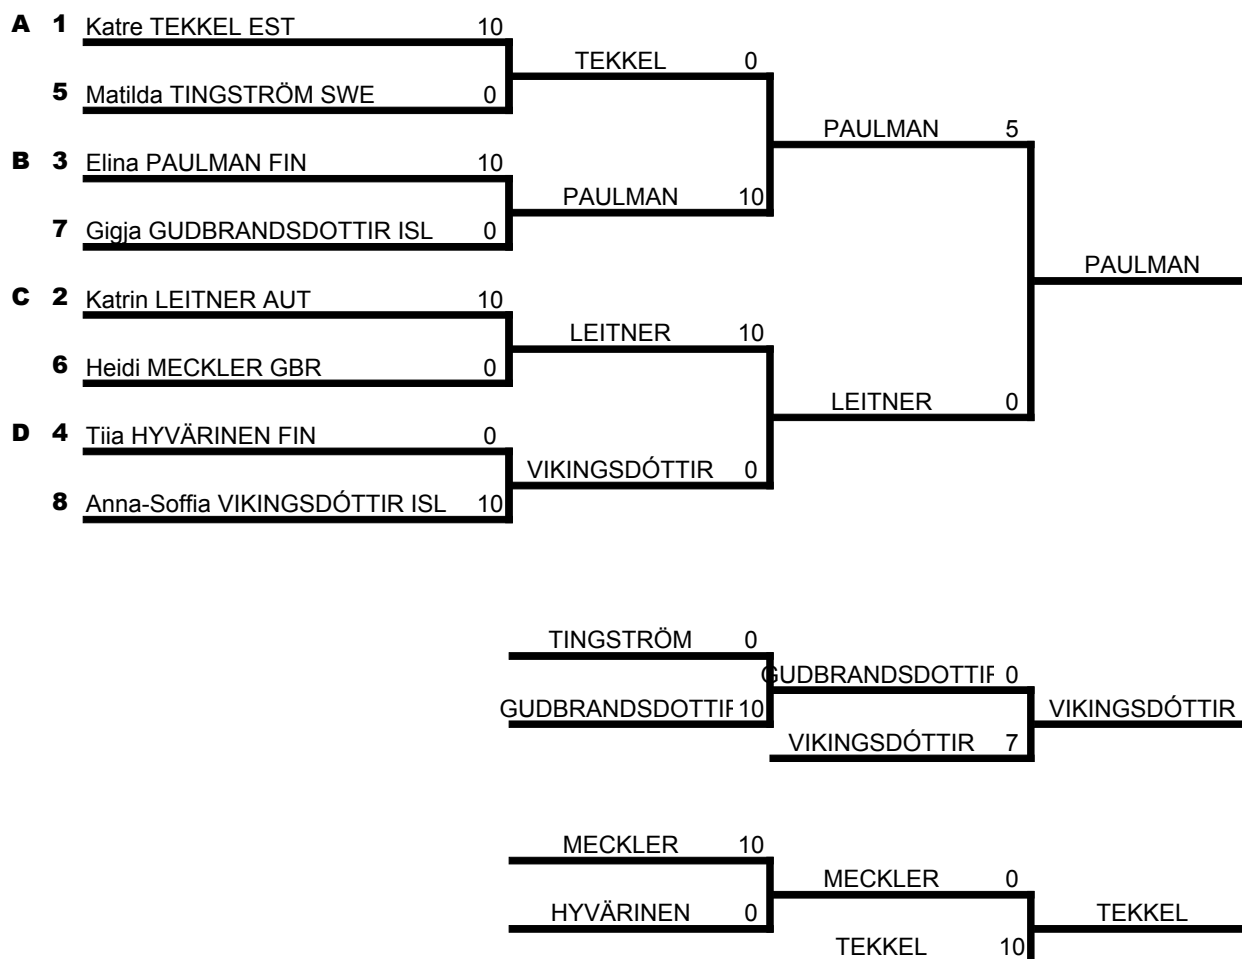 A 1 Katre TEKKEL EST 10
TEKKEL 0
5 Matilda TINGSTRÖM SWE 0
PAULMAN 5
B 3 Elina PAULMAN FIN 10
PAULMAN 10
7 Gigja GUDBRANDSDOTTIR ISL 0
PAULMAN
C 2 Katrin LEITNER AUT 10
LEITNER 10
6 Heidi MECKLER GBR 0
LEITNER 0
D 4 Tiia HYVÄRINEN FIN 0
VIKINGSDÓTTIR 0
8 Anna-Soffia VIKINGSDÓTTIR ISL 10
TINGSTRÖM 0
GUDBRANDSDOTTIR 0
GUDBRANDSDOTTIR 10
VIKINGSDÓTTIR
VIKINGSDÓTTIR 7
MECKLER 10
MECKLER 0
HYVÄRINEN 0
TEKKEL
TEKKEL 10